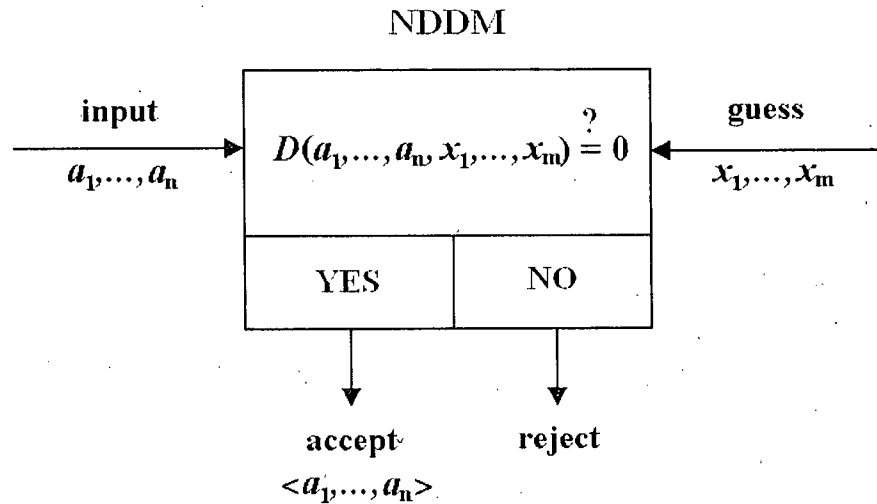 NDDM
input
a₁,...,aₙ
D(a₁,...,aₙ,x₁,...,xₘ) ≟ 0
guess
x₁,...,xₘ
YES
NO
accept
<a₁,...,aₙ>
reject